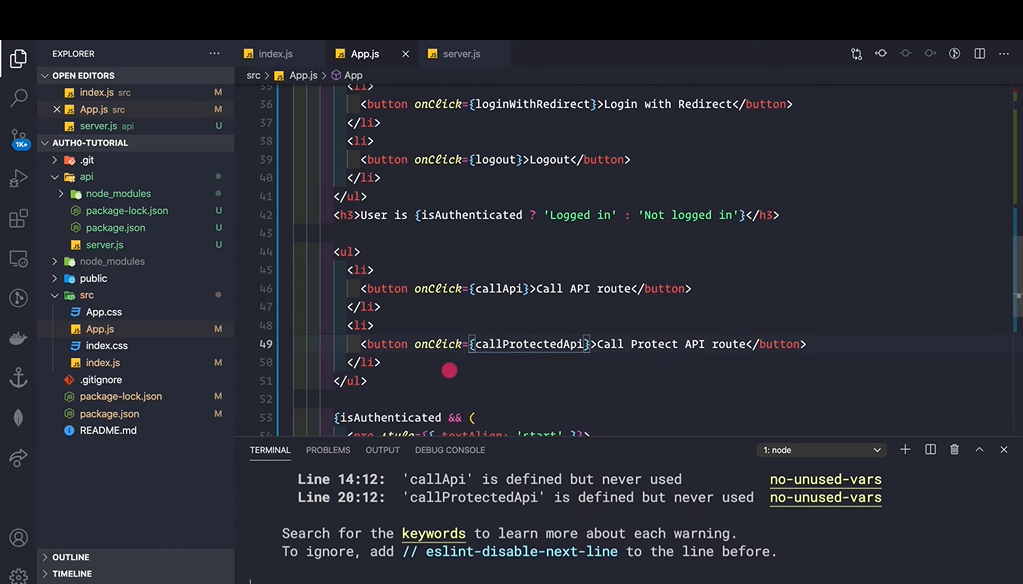 EXPLORER
OPEN EDITORS
index.js src M
App.js src M
server.js api U
AUTH0-TUTORIAL
.git
api
node_modules
package-lock.json U
package.json U
server.js U
node_modules
public
src
App.css
App.js M
index.css
index.js M
.gitignore
package-lock.json M
package.json M
README.md
OUTLINE
TIMELINE
1K+
index.js App.js server.js
src > App.js > App
35 <li>
36 <button onClick={loginWithRedirect}>Login with Redirect</button>
37 </li>
38 <li>
39 <button onClick={logout}>Logout</button>
40 </li>
41 </ul>
42 <h3>User is {isAuthenticated ? 'Logged in' : 'Not logged in'}</h3>
43
44 <ul>
45 <li>
46 <button onClick={callApi}>Call API route</button>
47 </li>
48 <li>
49 <button onClick={callProtectedApi}>Call Protect API route</button>
50 </li>
51 </ul>
52
53 {isAuthenticated && (
54 <pre style={{ textAlign: 'start' }}>
TERMINAL PROBLEMS OUTPUT DEBUG CONSOLE 1: node
Line 14:12: 'callApi' is defined but never used no-unused-vars
Line 20:12: 'callProtectedApi' is defined but never used no-unused-vars
Search for the keywords to learn more about each warning.
To ignore, add // eslint-disable-next-line to the line before.